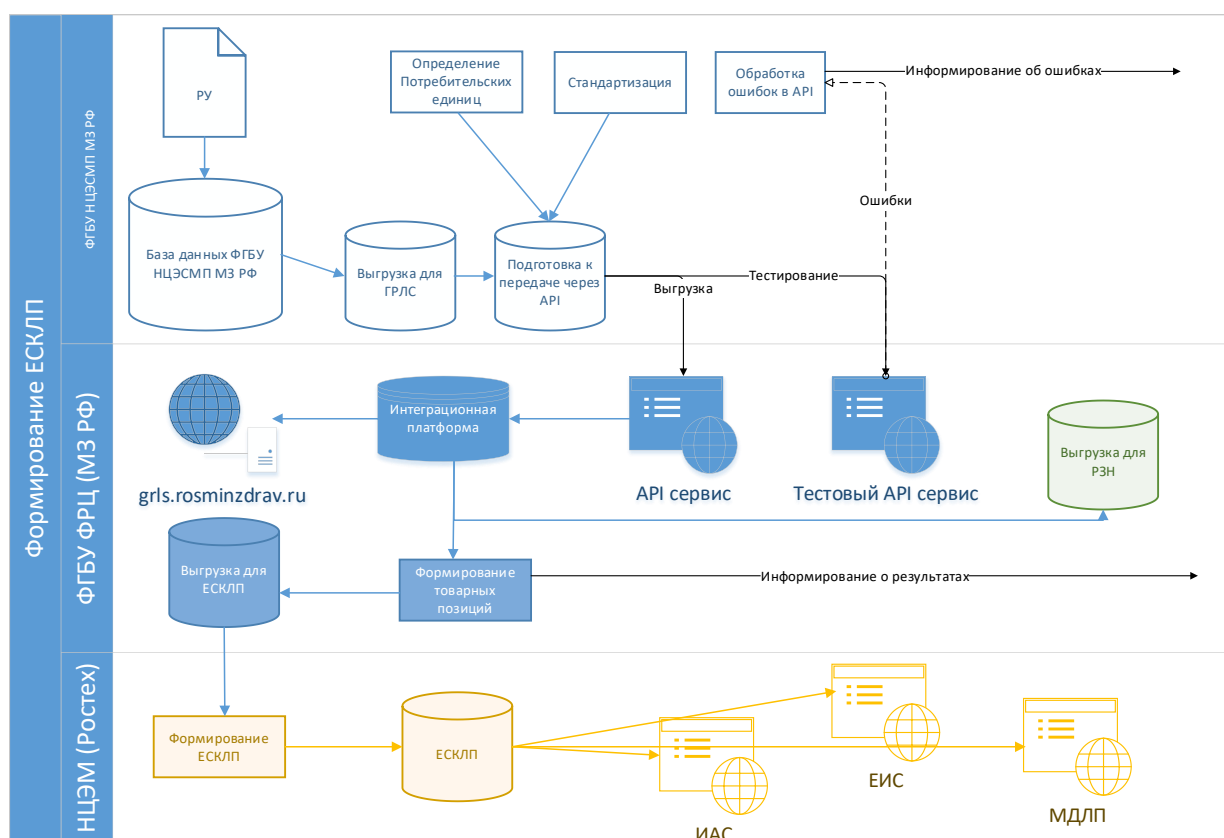 Формирование ЕСКЛП
ФГБУ НЦЭСМП МЗ РФ
РУ
Определение
Потребительских
единиц
Стандартизация
Обработка
ошибок в API
Информирование об ошибках
Ошибки
База данных ФГБУ
НЦЭСМП МЗ РФ
Выгрузка для
ГРЛС
Подготовка к
передаче через
API
Выгрузка
Тестирование
ФГБУ ФРЦ (МЗ РФ)
grls.rosminzdrav.ru
Интеграционная
платформа
API сервис
Тестовый API сервис
Выгрузка для
РЗН
Выгрузка для
ЕСКЛП
Формирование
товарных
позиций
Информирование о результатах
НЦЭМ (Ростех)
Формирование
ЕСКЛП
ЕСКЛП
ИАС
ЕИС
МДЛП